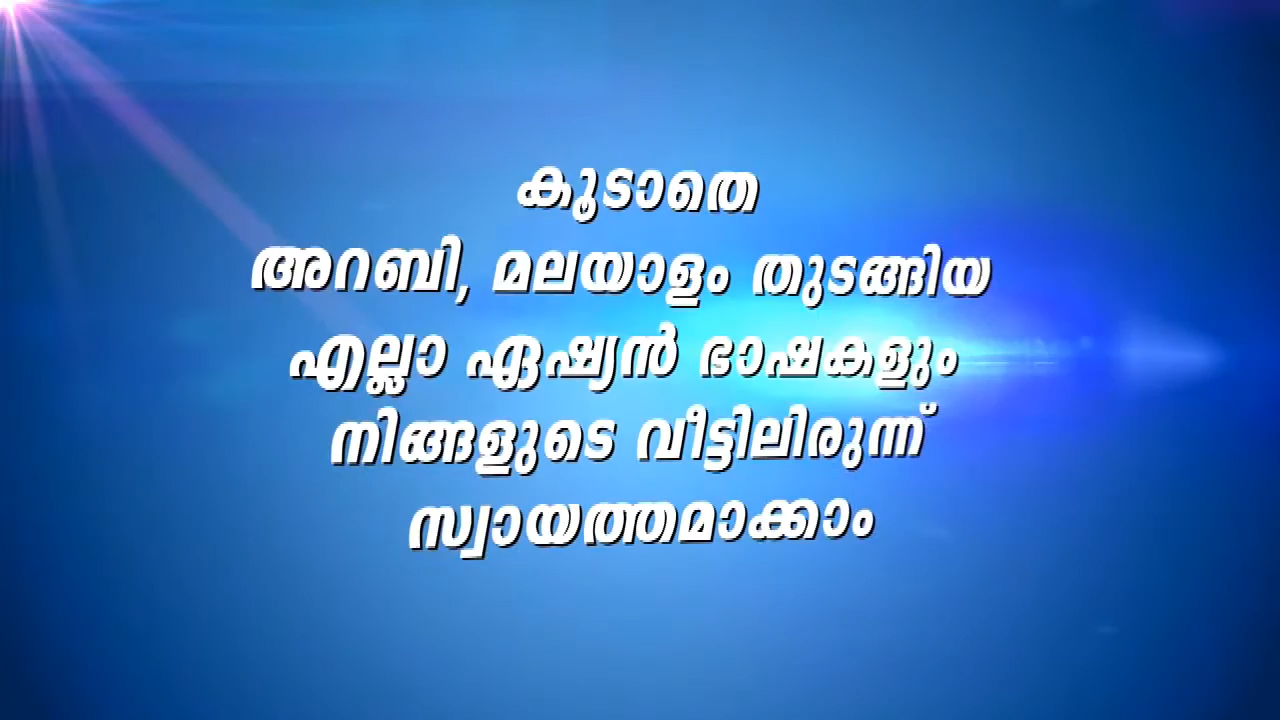 കൂടാതെ
അറബി, മലയാളം തുടങ്ങിയ
എല്ലാ ഏഷ്യൻ ഭാഷകളും
നിങ്ങളുടെ വീട്ടിലിരുന്ന്
സ്വായത്തമാക്കാം